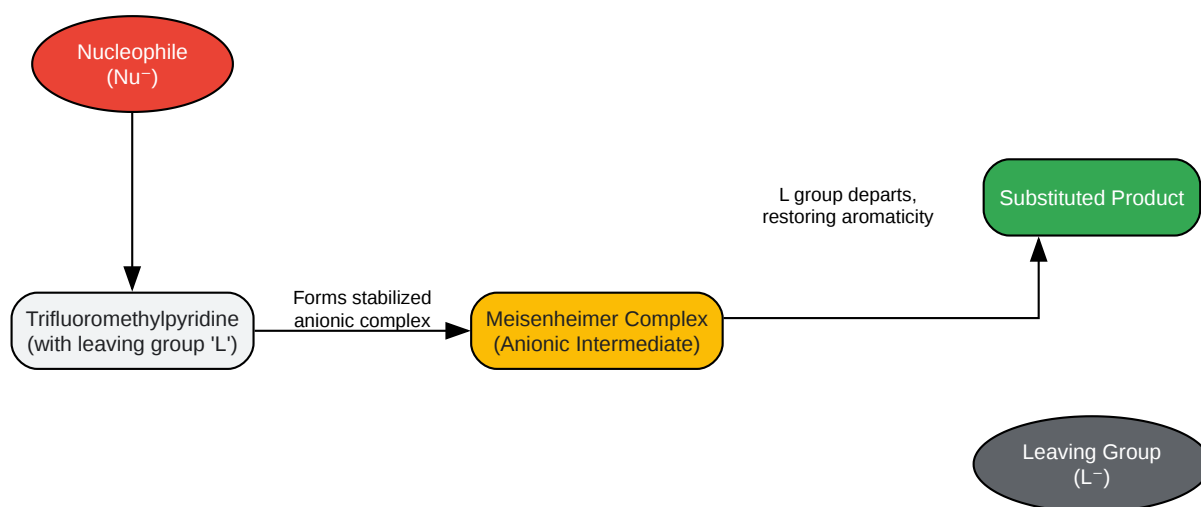 Nucleophile
(Nu⁻)
L group departs,
restoring aromaticity
Substituted Product
Trifluoromethylpyridine
(with leaving group 'L')
Forms stabilized
anionic complex
Meisenheimer Complex
(Anionic Intermediate)
Leaving Group
(L⁻)